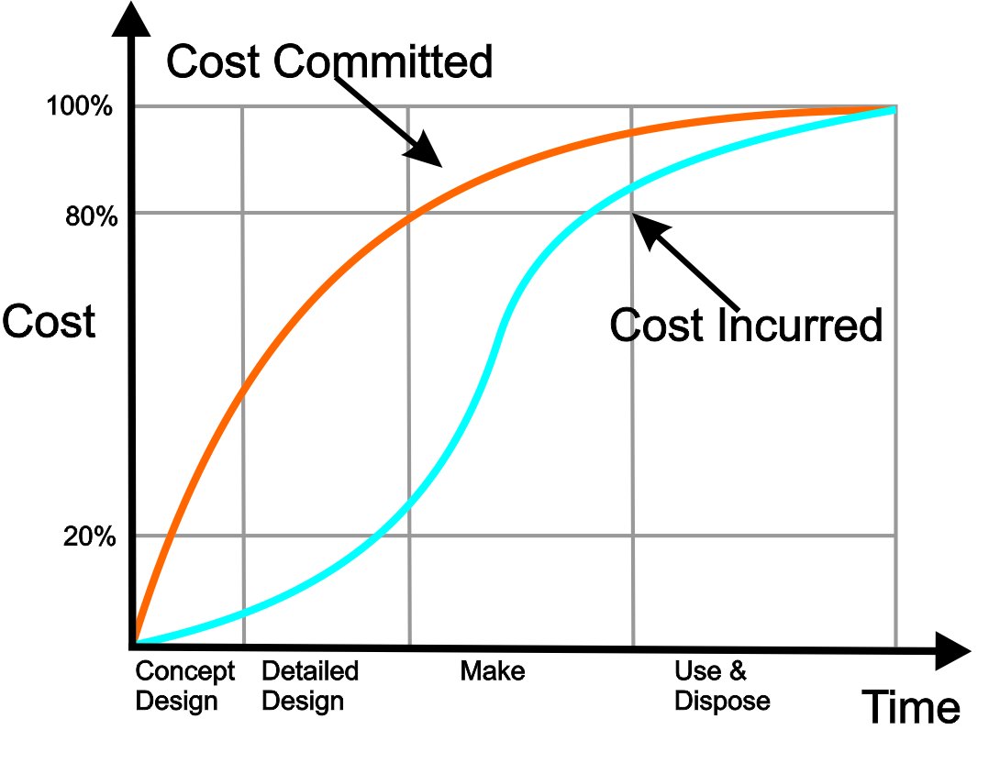 Cost Committed
100%
80%
Cost
Cost Incurred
20%
Concept
Design
Detailed
Design
Make
Use &
Dispose
Time